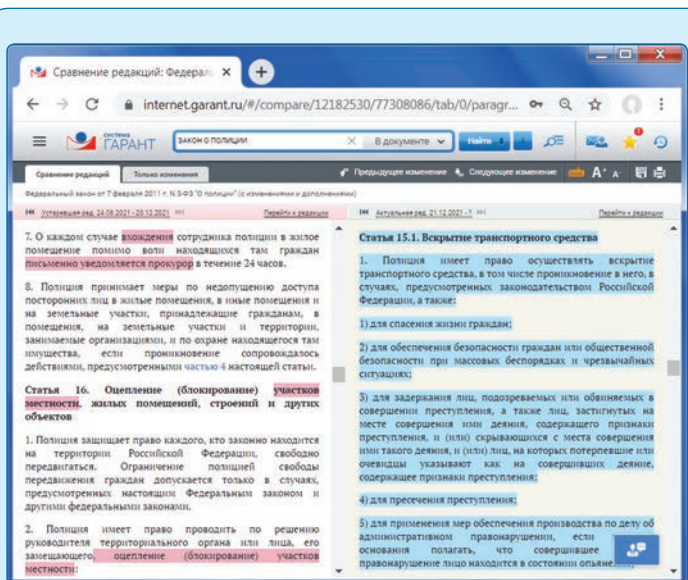 Сравнение редакций: Федерал
internet.garant.ru/#/compare/12182530/77308086/tab/0/paragr...
система
ГАРАНТ
закон о полиции
В документе
Найти
Сравнение редакций
Только изменения
Предыдущее изменение
Следующее изменение
Федеральный закон от 7 февраля 2011 г. N 3-ФЗ "О полиции" (с изменениями и дополнениями)
Устаревшая ред. 24.08.2021 - 20.12.2021
Перейти к редакции
7. О каждом случае вхождения сотрудника полиции в жилое
помещение помимо воли находящихся там граждан
письменно уведомляется прокурор в течение 24 часов.
8. Полиция принимает меры по недопущению доступа
посторонних лиц в жилые помещения, в иные помещения и
на земельные участки, принадлежащие гражданам, в
помещения, на земельные участки и территории,
занимаемые организациями, и по охране находящегося там
имущества, если проникновение сопровождалось
действиями, предусмотренными частью 4 настоящей статьи.
Статья 16. Оцепление (блокирование) участков
местности, жилых помещений, строений и других
объектов
1. Полиция защищает право каждого, кто законно находится
на территории Российской Федерации, свободно
передвигаться. Ограничение полицией свободы
передвижения граждан допускается только в случаях,
предусмотренных настоящим Федеральным законом и
другими федеральными законами.
2. Полиция имеет право проводить по решению
руководителя территориального органа или лица, его
замещающего, оцепление (блокирование) участков
местности:
Актуальная ред. 21.12.2021 - ?
Перейти к редакции
Статья 15.1. Вскрытие транспортного средства
1. Полиция имеет право осуществлять вскрытие
транспортного средства, в том числе проникновение в него, в
случаях, предусмотренных законодательством Российской
Федерации, а также:
1) для спасения жизни граждан;
2) для обеспечения безопасности граждан или общественной
безопасности при массовых беспорядках и чрезвычайных
ситуациях;
3) для задержания лиц, подозреваемых или обвиняемых в
совершении преступления, а также лиц, застигнутых на
месте совершения ими деяния, содержащего признаки
преступления, и (или) скрывающихся с места совершения
ими такого деяния, и (или) лиц, на которых потерпевшие или
очевидцы указывают как на совершивших деяние,
содержащее признаки преступления;
4) для пресечения преступления;
5) для применения мер обеспечения производства по делу об
административном правонарушении, если
основания полагать, что совершившее
правонарушение лицо находится в состоянии опьяне